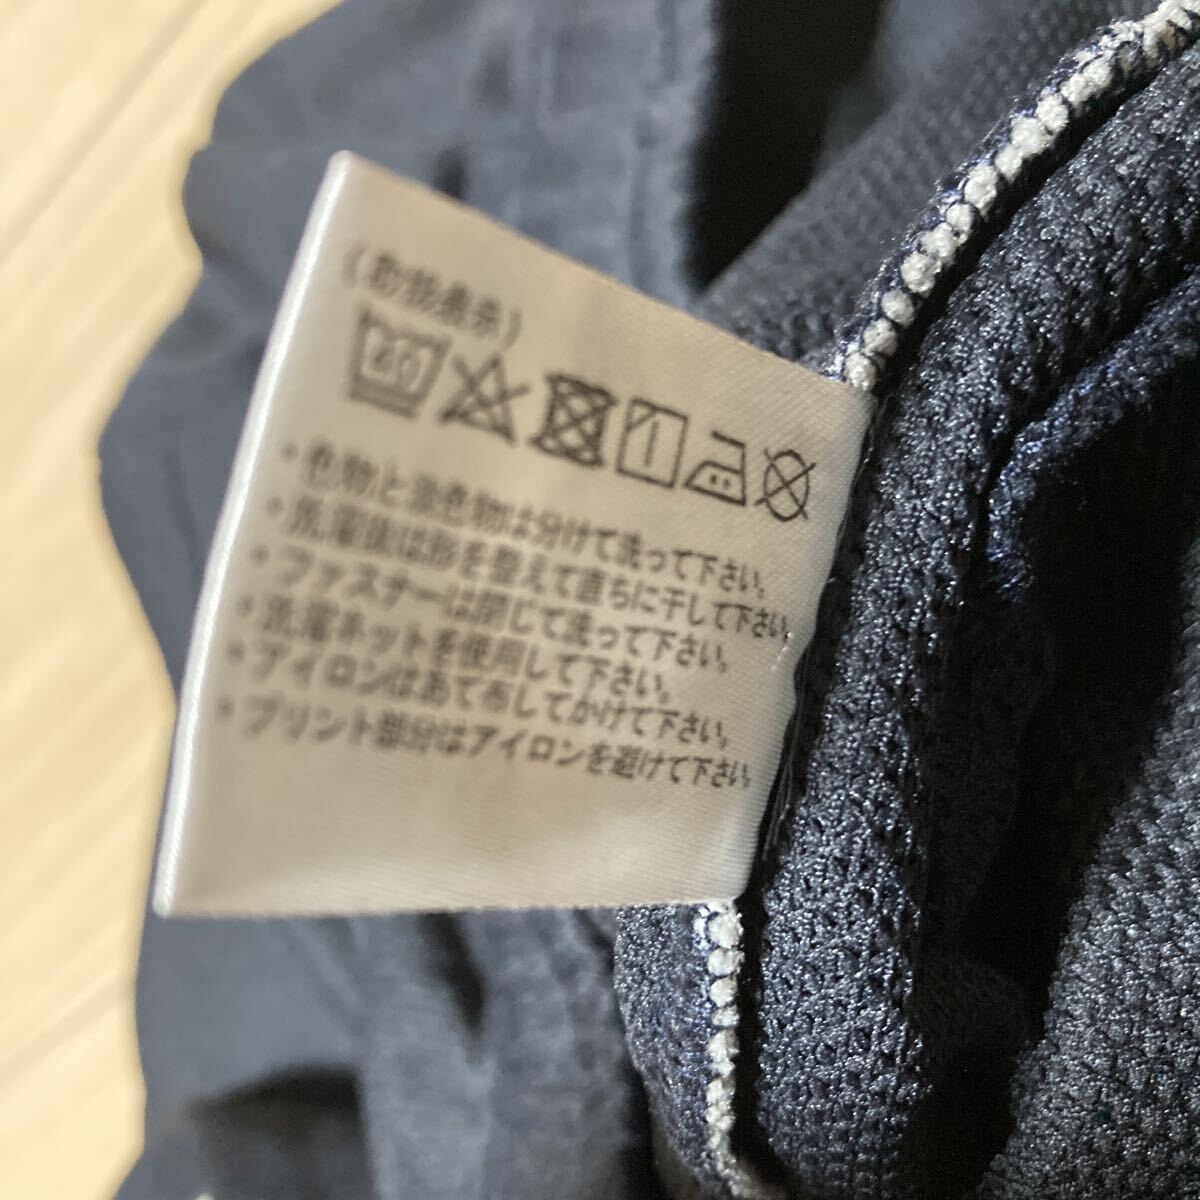 40
・色物と濃色物は分けて洗って下さい。
・洗濯後は形を整えて直ちに干して下さい。
・ファスナーは閉じて洗って下さい。
・洗濯ネットを使用して下さい。
・アイロンはあて布してかけて下さい。
・プリント部分はアイロンを避けて下さい。